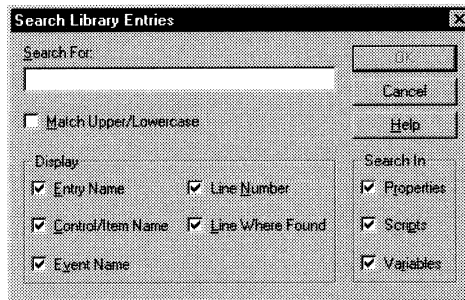 Search Library Entries
Search For:
OK
Cancel
Match Upper/Lowercase
Help
Display
Search In
Entry Name
Line Number
Properties
Control/Item Name
Line Where Found
Scripts
Event Name
Variables